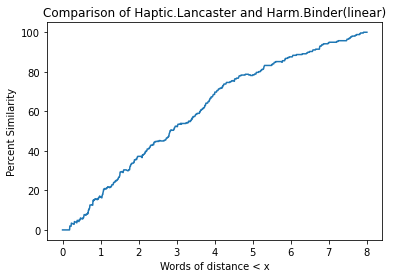 Comparison of Haptic.Lancaster and Harm.Binder(linear)
100
80
60
40
20
0
Percent Similarity
0 1 2 3 4 5 6 7 8
Words of distance < x